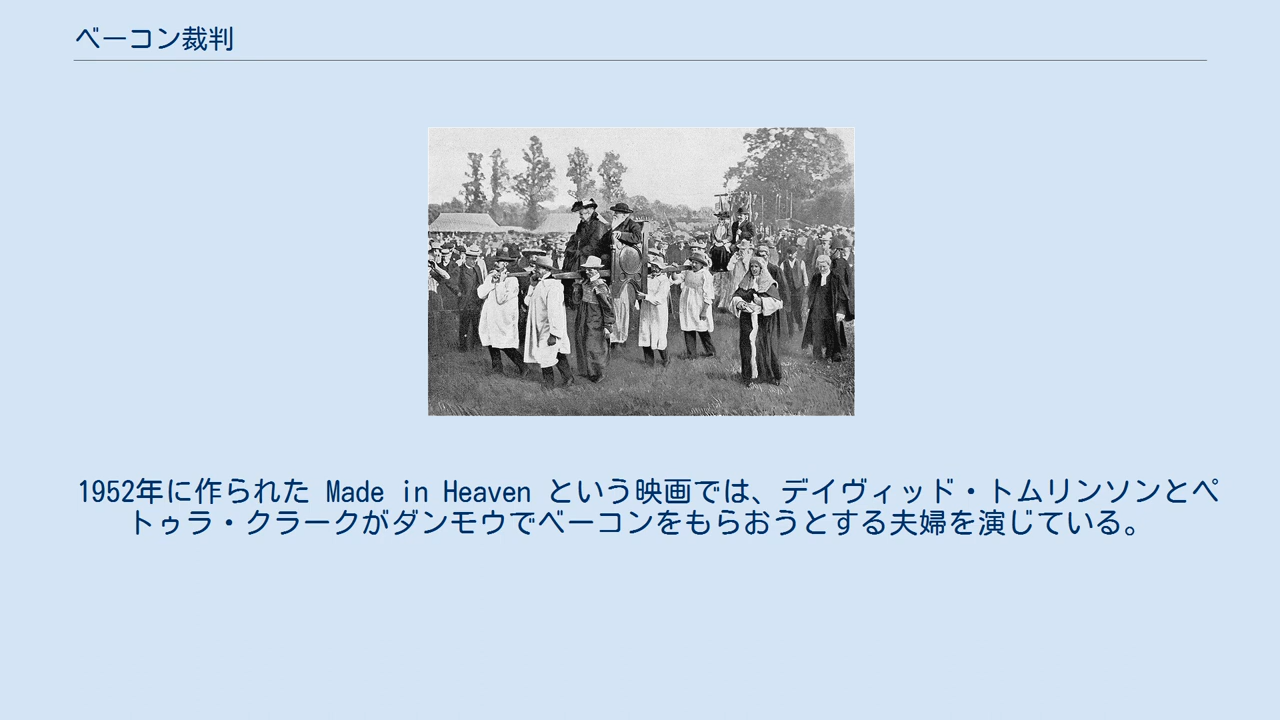 ベーコン裁判
1952年に作られた Made in Heaven という映画では、デイヴィッド・トムリンソンとペ
トゥラ・クラークがダンモウでベーコンをもらおうとする夫婦を演じている。